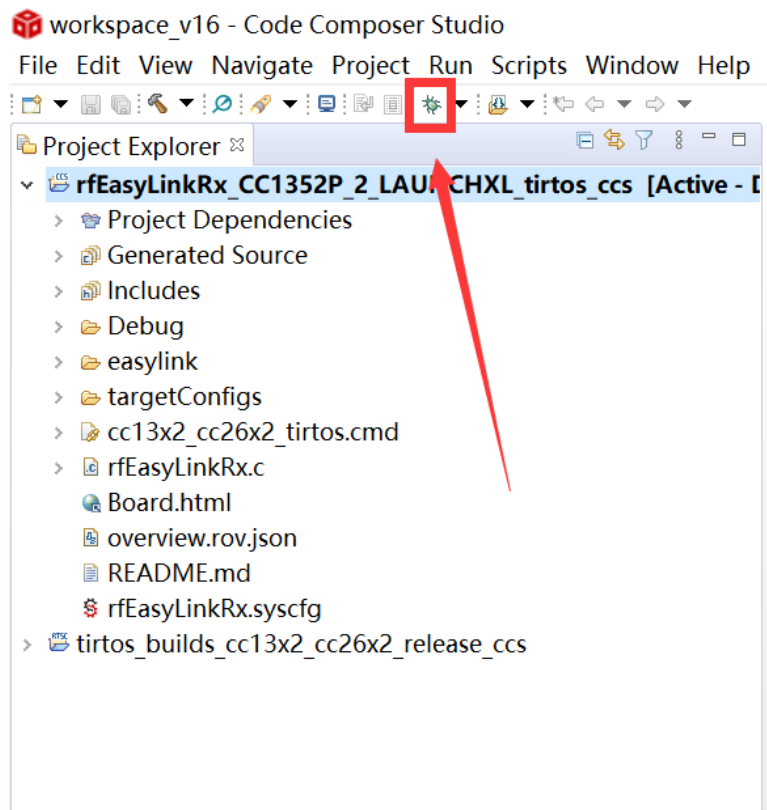 workspace_v16 - Code Composer Studio
File Edit View Navigate Project Run Scripts Window Help
Project Explorer
rfEasyLinkRx_CC1352P_2_LAUNCHXL_tirtos_ccs [Active - D
Project Dependencies
Generated Source
Includes
Debug
easylink
targetConfigs
cc13x2_cc26x2_tirtos.cmd
rfEasyLinkRx.c
Board.html
overview.rov.json
README.md
rfEasyLinkRx.syscfg
tirtos_builds_cc13x2_cc26x2_release_ccs